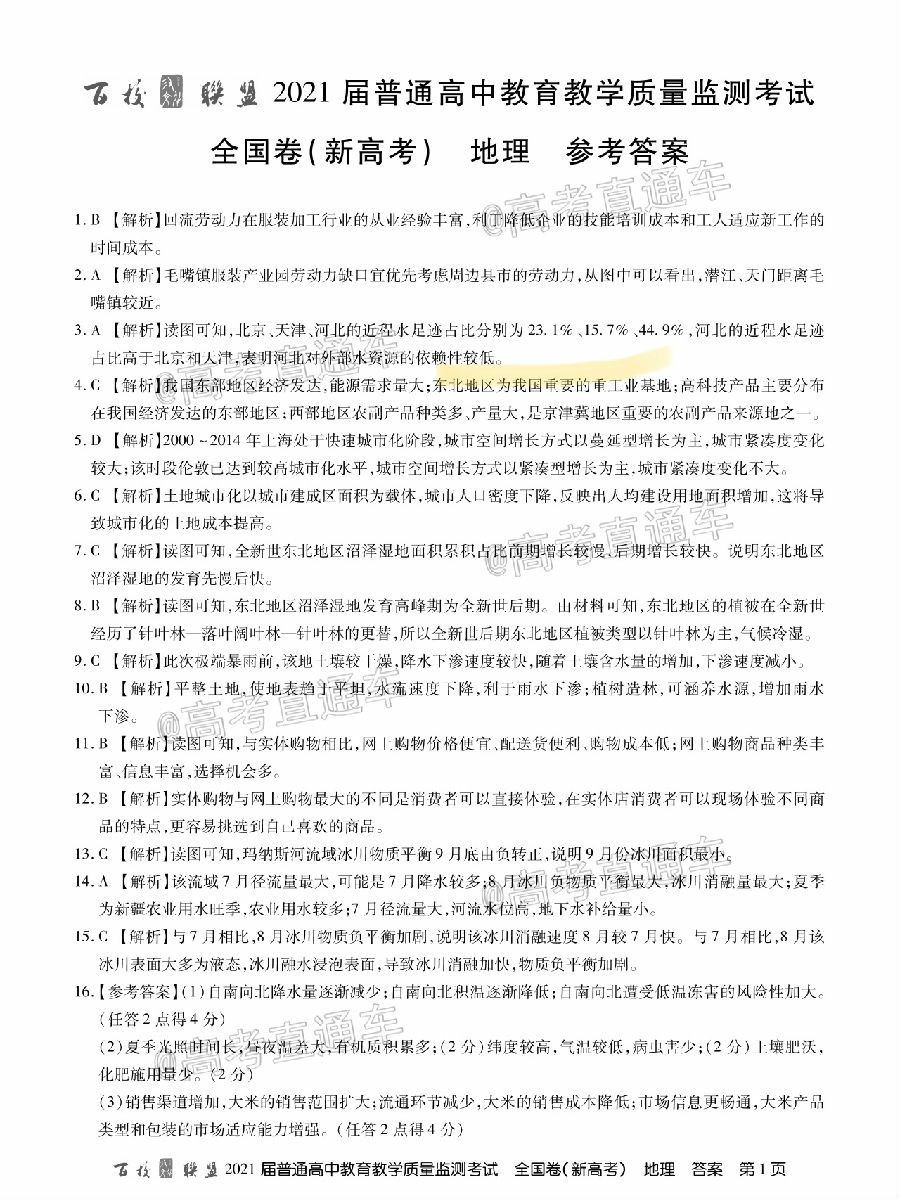 百校联盟 2021 届普通高中教育教学质量监测考试
全国卷(新高考) 地理 参考答案
@高考直通车
1. B 【解析】回流劳动力在服装加工行业的从业经验丰富,利于降低企业的技能培训成本和工人适应新工作的
时间成本。
2. A 【解析】毛嘴镇服装产业园劳动力缺口宜优先考虑周边县市的劳动力,从图中可以看出,潜江、天门距离毛
嘴镇较近。
3. A 【解析】读图可知,北京、天津、河北的近程水足迹占比分别为 23.1%、15.7%、44.9%,河北的近程水足迹
占比高于北京和天津,表明河北对外部水资源的依赖性较低。
@高考直通车
4. C 【解析】我国东部地区经济发达,能源需求量大;东北地区为我国重要的重工业基地;高科技产品主要分布
在我国经济发达的东部地区;西部地区农副产品种类多、产量大,是京津冀地区重要的农副产品来源地之一。
5. D 【解析】2000~2014 年上海处于快速城市化阶段,城市空间增长方式以蔓延型增长为主,城市紧凑度变化
较大;该时段伦敦已达到较高城市化水平,城市空间增长方式以紧凑型增长为主,城市紧凑度变化不大。
6. C 【解析】土地城市化以城市建成区面积为载体,城市人口密度下降,反映出人均建设用地面积增加,这将导
致城市化的土地成本提高。
@高考直通车
7. C 【解析】读图可知,全新世东北地区沼泽湿地面积累积占比前期增长较慢、后期增长较快。说明东北地区
沼泽湿地的发育先慢后快。
8. B 【解析】读图可知,东北地区沼泽湿地发育高峰期为全新世后期。由材料可知,东北地区的植被在全新世
经历了针叶林—落叶阔叶林—针叶林的更替,所以全新世后期东北地区植被类型以针叶林为主,气候冷湿。
9. C 【解析】此次极端暴雨前,该地土壤较干燥,降水下渗速度较快,随着土壤含水量的增加,下渗速度减小。
10. B 【解析】平整土地,使地表趋于平坦,水流速度下降,利于雨水下渗;植树造林,可涵养水源,增加雨水
下渗。
@高考直通车
11. B 【解析】读图可知,与实体购物相比,网上购物价格便宜、配送货便利、购物成本低;网上购物商品种类丰
富、信息丰富,选择机会多。
12. B 【解析】实体购物与网上购物最大的不同是消费者可以直接体验,在实体店消费者可以现场体验不同商
品的特点,更容易挑选到自己喜欢的商品。
13. C 【解析】读图可知,玛纳斯河流域冰川物质平衡 9 月底由负转正,说明 9 月份冰川面积最小。
@高考直通车
14. A 【解析】该流域 7 月径流量最大,可能是 7 月降水较多;8 月冰川负物质平衡最大,冰川消融量最大;夏季
为新疆农业用水旺季,农业用水较多;7 月径流量大,河流水位高,地下水补给量小。
15. C 【解析】与 7 月相比,8 月冰川物质负平衡加剧,说明该冰川消融速度 8 月较 7 月快。与 7 月相比,8 月该
冰川表面大多为液态,冰川融水浸泡表面,导致冰川消融加快,物质负平衡加剧。
16.【参考答案】(1)自南向北降水量逐渐减少;自南向北积温逐渐降低;自南向北遭受低温冻害的风险性加大。
(任答 2 点得 4 分)
@高考直通车
(2)夏季光照时间长,昼夜温差大,有机质积累多;(2 分)纬度较高,气温较低,病虫害少;(2 分)土壤肥沃,
化肥施用量少。(2 分)
(3)销售渠道增加,大米的销售范围扩大;流通环节减少,大米的销售成本降低;市场信息更畅通,大米产品
类型和包装的市场适应能力增强。(任答 2 点得 4 分)
百校联盟 2021 届普通高中教育教学质量监测考试 全国卷(新高考) 地理 答案 第 1 页